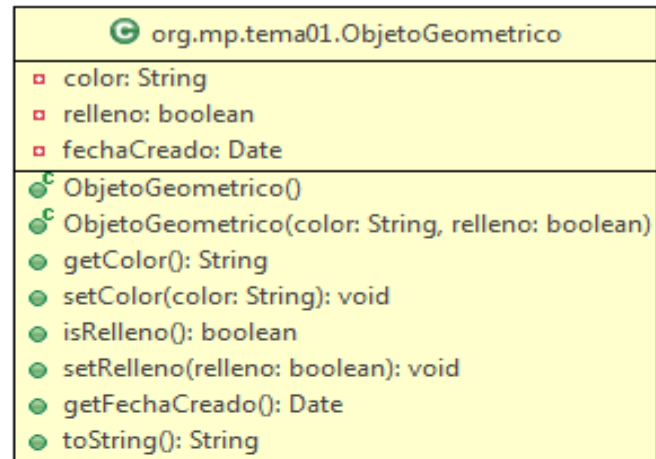 C org.mp.tema01.ObjetoGeometrico
color: String
relleno: boolean
fechaCreado: Date
C ObjetoGeometrico()
C ObjetoGeometrico(color: String, relleno: boolean)
getColor(): String
setColor(color: String): void
isRelleno(): boolean
setRelleno(relleno: boolean): void
getFechaCreado(): Date
toString(): String